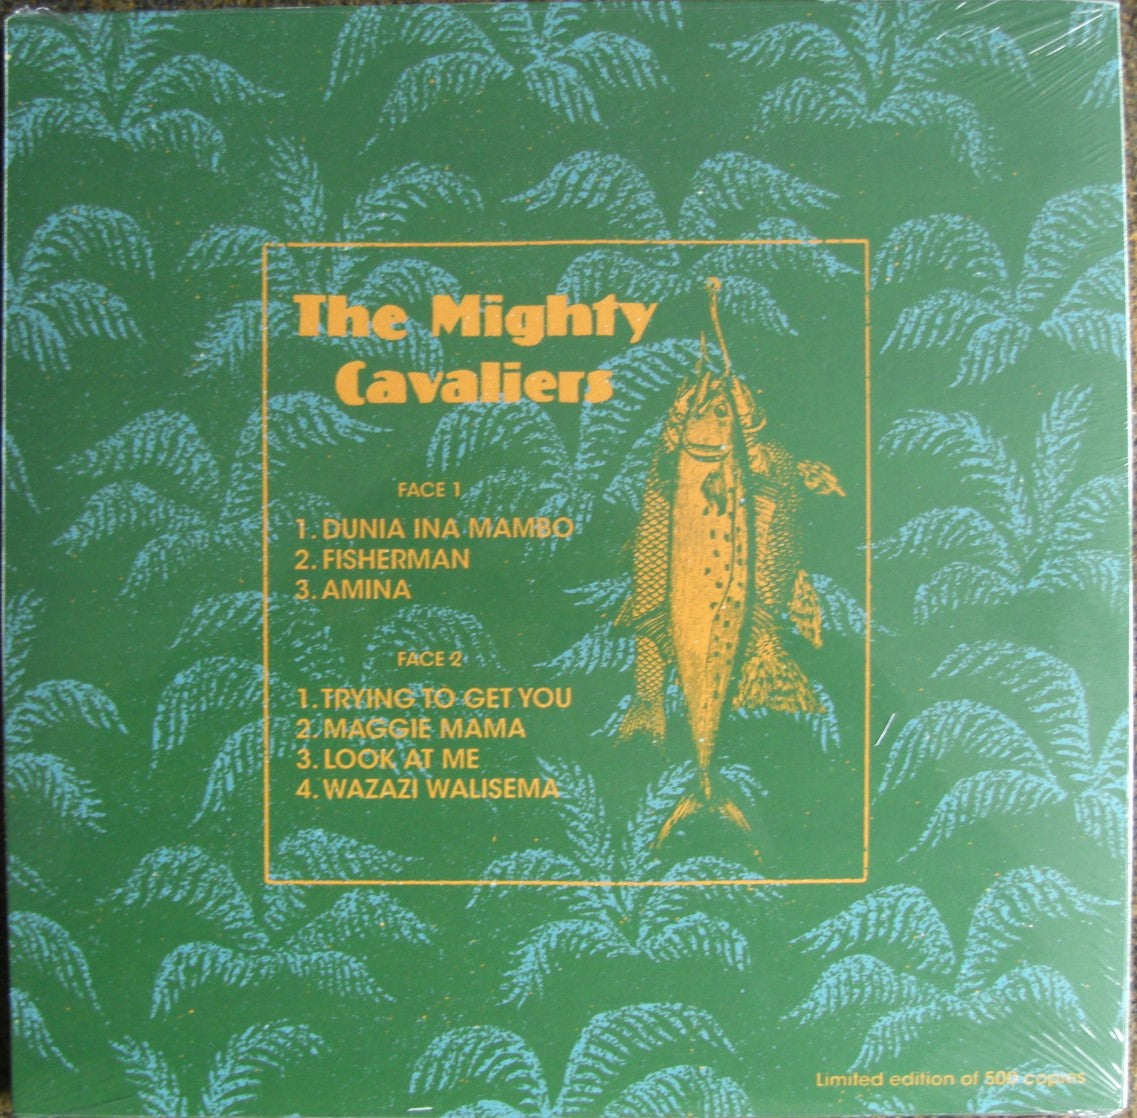 The Mighty
Cavaliers
FACE 1
1. DUNIA INA MAMBO
2. FISHERMAN
3. AMINA
FACE 2
1. TRYING TO GET YOU
2. MAGGIE MAMA
3. LOOK AT ME
4. WAZAZI WALISEMA
Limited edition of 500 copies